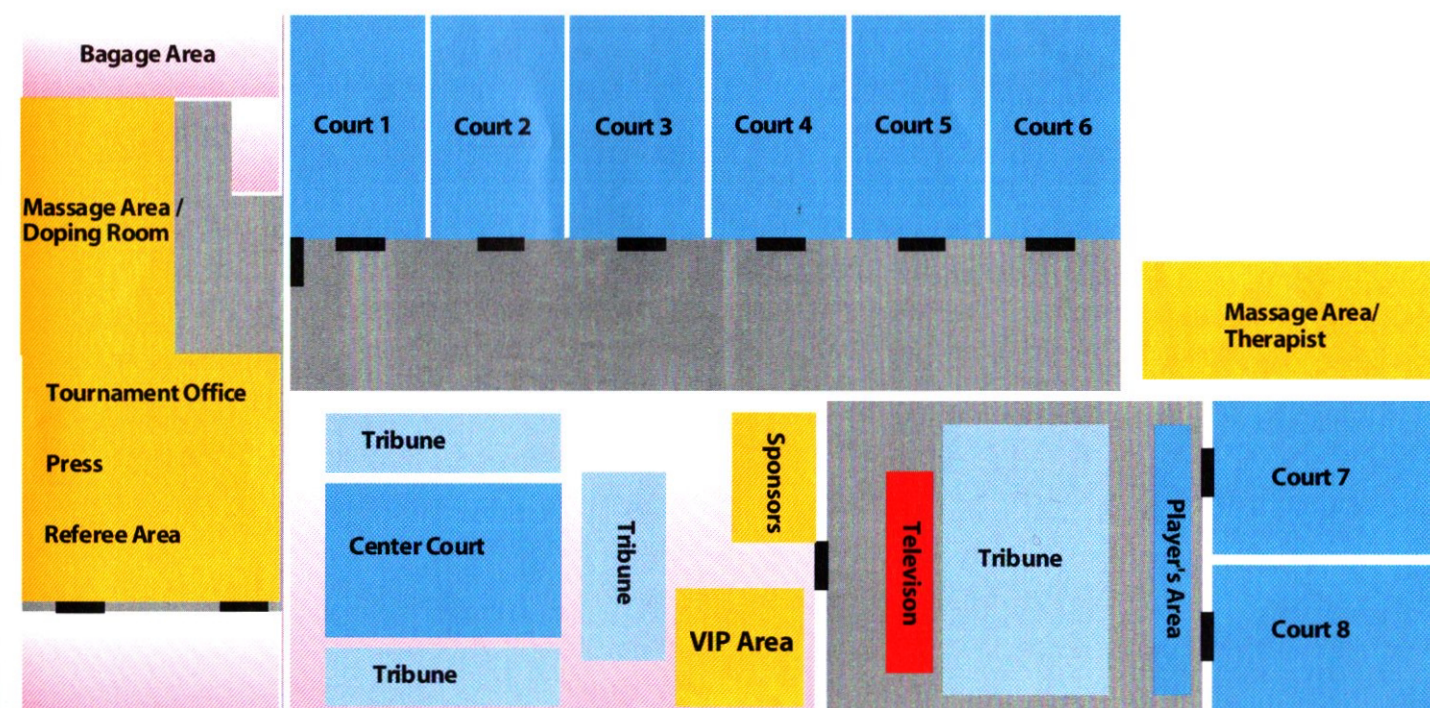 Bagage Area
Court 1
Court 2
Court 3
Court 4
Court 5
Court 6
Massage Area /
Doping Room
Massage Area/
Therapist
Tournament Office
Press
Referee Area
Tribune
Center Court
Tribune
Tribune
Sponsors
VIP Area
Televison
Tribune
Player's Area
Court 7
Court 8